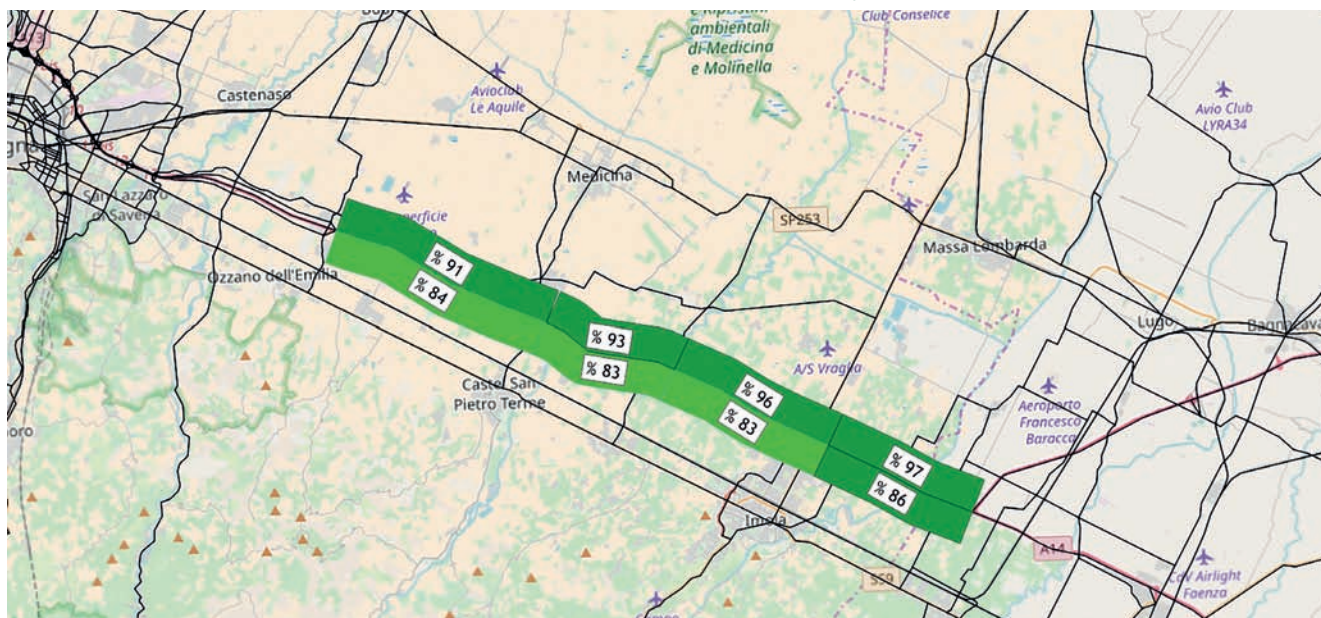 e Ripristini
ambientali
di Medicina
e Molinella
Club Conselice
Castenaso
Avioclub
Le Aquile
Avio Club
LYRA34
Medicina
San Lazzaro
di Savena
SP253
Massa Lombarda
Ozzano dell'Emilia
% 91
% 84
% 93
% 83
Lugo
A/S Vraglia
Castel San
Pietro Terme
% 96
% 83
Aeroporto
Francesco
Baracca
% 97
% 86
Imola
A14
SS9
CdV Airlight
Faenza